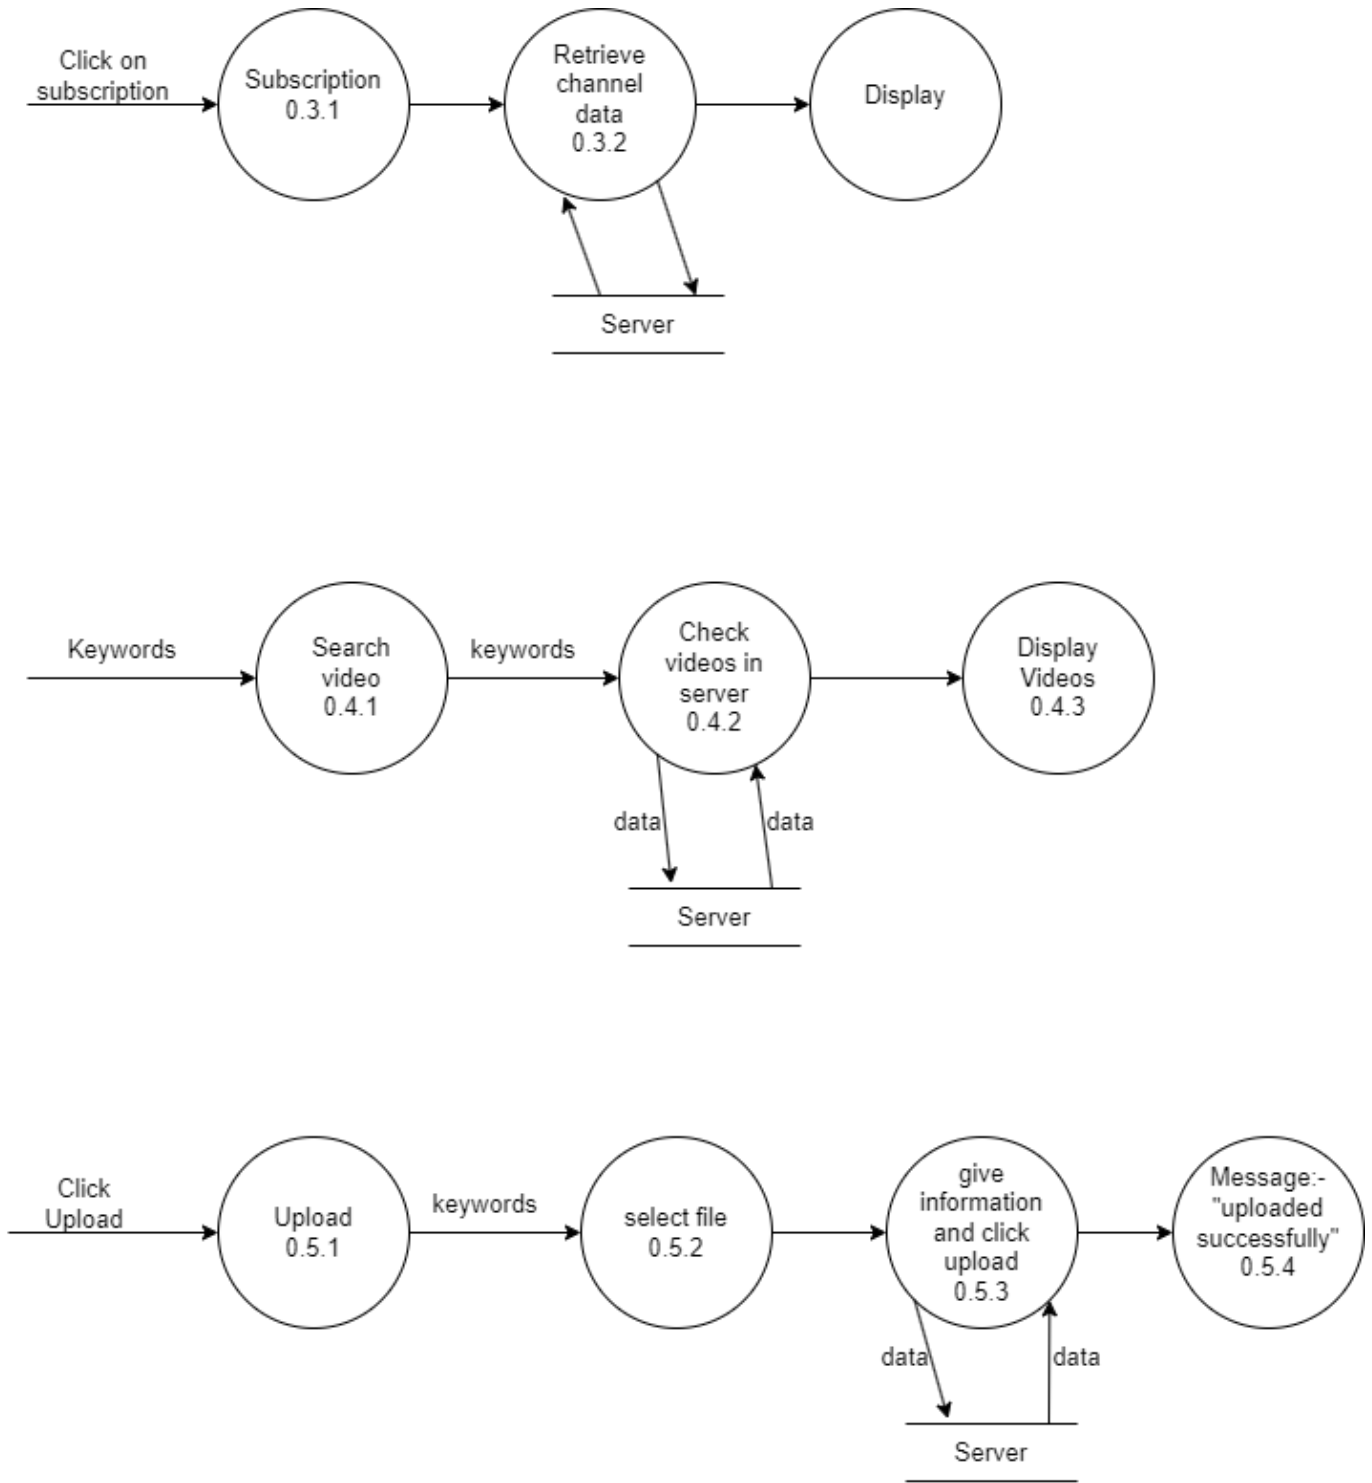 Click on
subscription
Subscription
0.3.1
Retrieve
channel
data
0.3.2
Display
Server
Keywords
Search
video
0.4.1
keywords
Check
videos in
server
0.4.2
Display
Videos
0.4.3
data
data
Server
Click
Upload
Upload
0.5.1
keywords
select file
0.5.2
give
information
and click
upload
0.5.3
Message:-
"uploaded
successfully"
0.5.4
data
data
Server